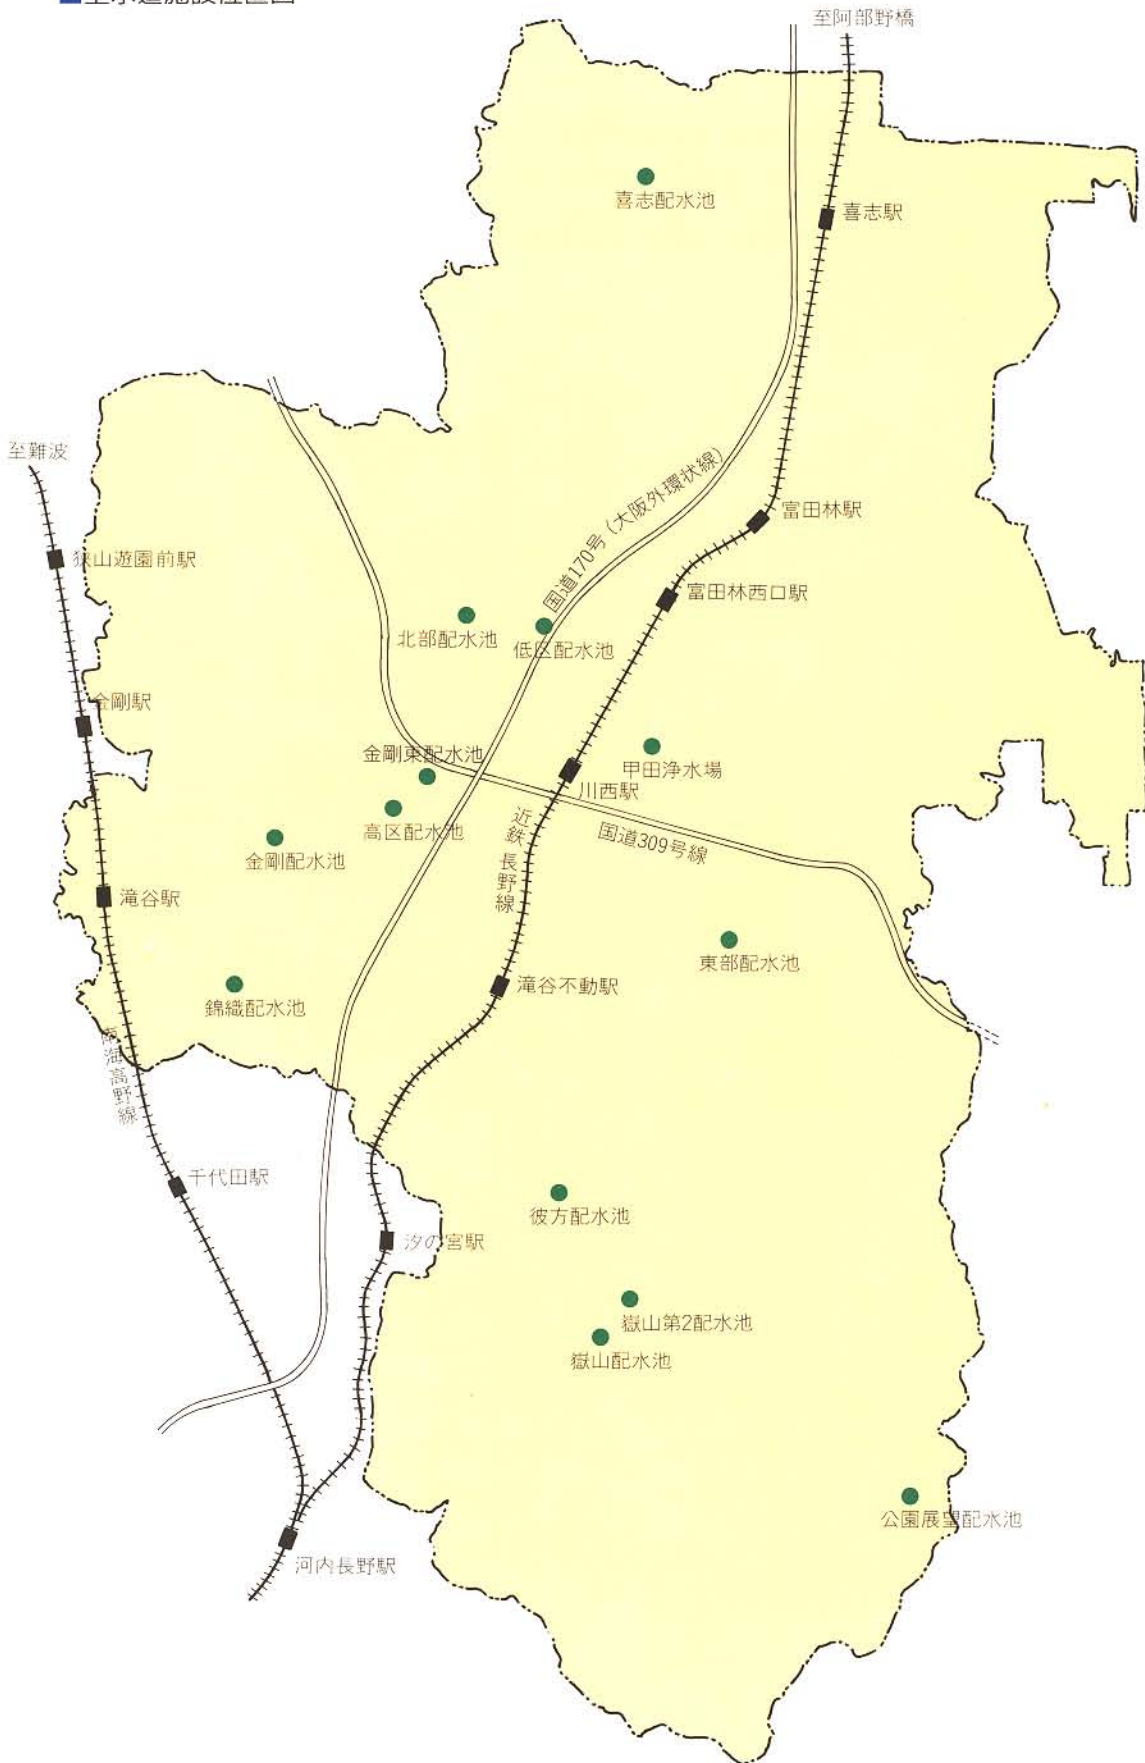 至阿部野橋
喜志配水池
喜志駅
至難波
国道170号（大阪外環状線）
富田林駅
狭山遊園前駅
富田林西口駅
北部配水池
低区配水池
金剛駅
金剛東配水池
甲田浄水場
川西駅
高区配水池
近鉄長野線
国道309号線
金剛配水池
滝谷駅
東部配水池
滝谷不動駅
錦織配水池
南海高野線
千代田駅
彼方配水池
汐の宮駅
嶽山第2配水池
嶽山配水池
公園展望配水池
河内長野駅